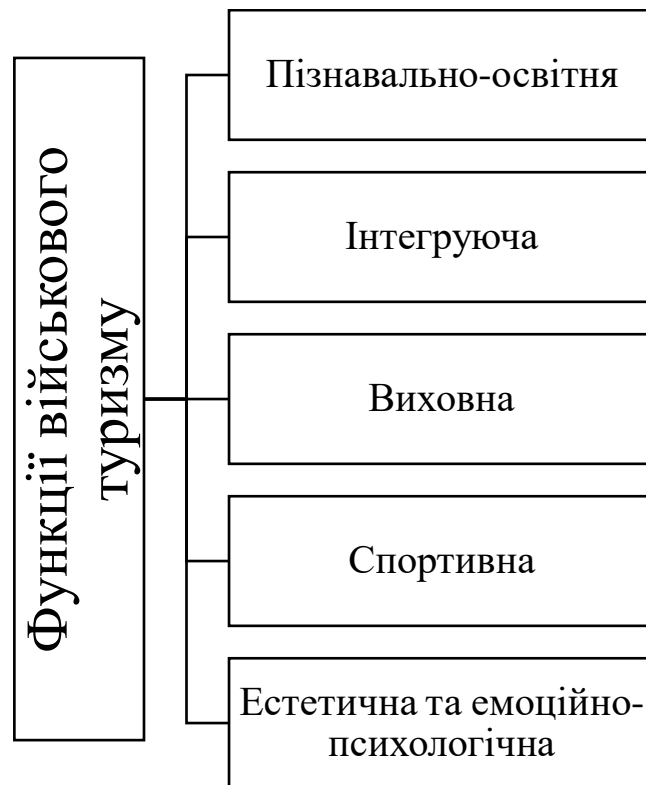 Функції військового
туризму
Пізнавально-освітня
Інтегруюча
Виховна
Спортивна
Естетична та емоційно-
психологічна